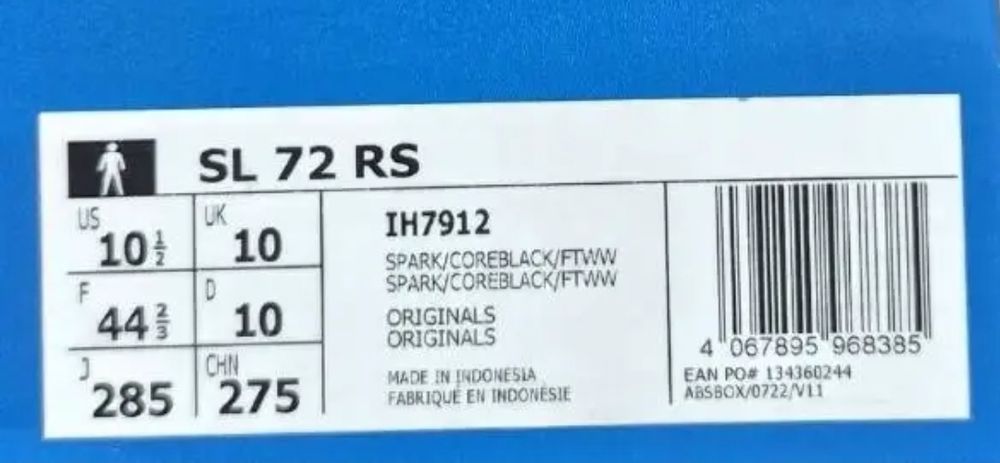 SL 72 RS
US 10 1/2
UK 10
F 44 2/3
D 10
J 285
CHN 275
IH7912
SPARK/COREBLACK/FTWW
SPARK/COREBLACK/FTWW
ORIGINALS
ORIGINALS
MADE IN INDONESIA
FABRIQUÉ EN INDONÉSIE
4 067895 968385
EAN PO# 134360244
ABSBOX/0722/V11